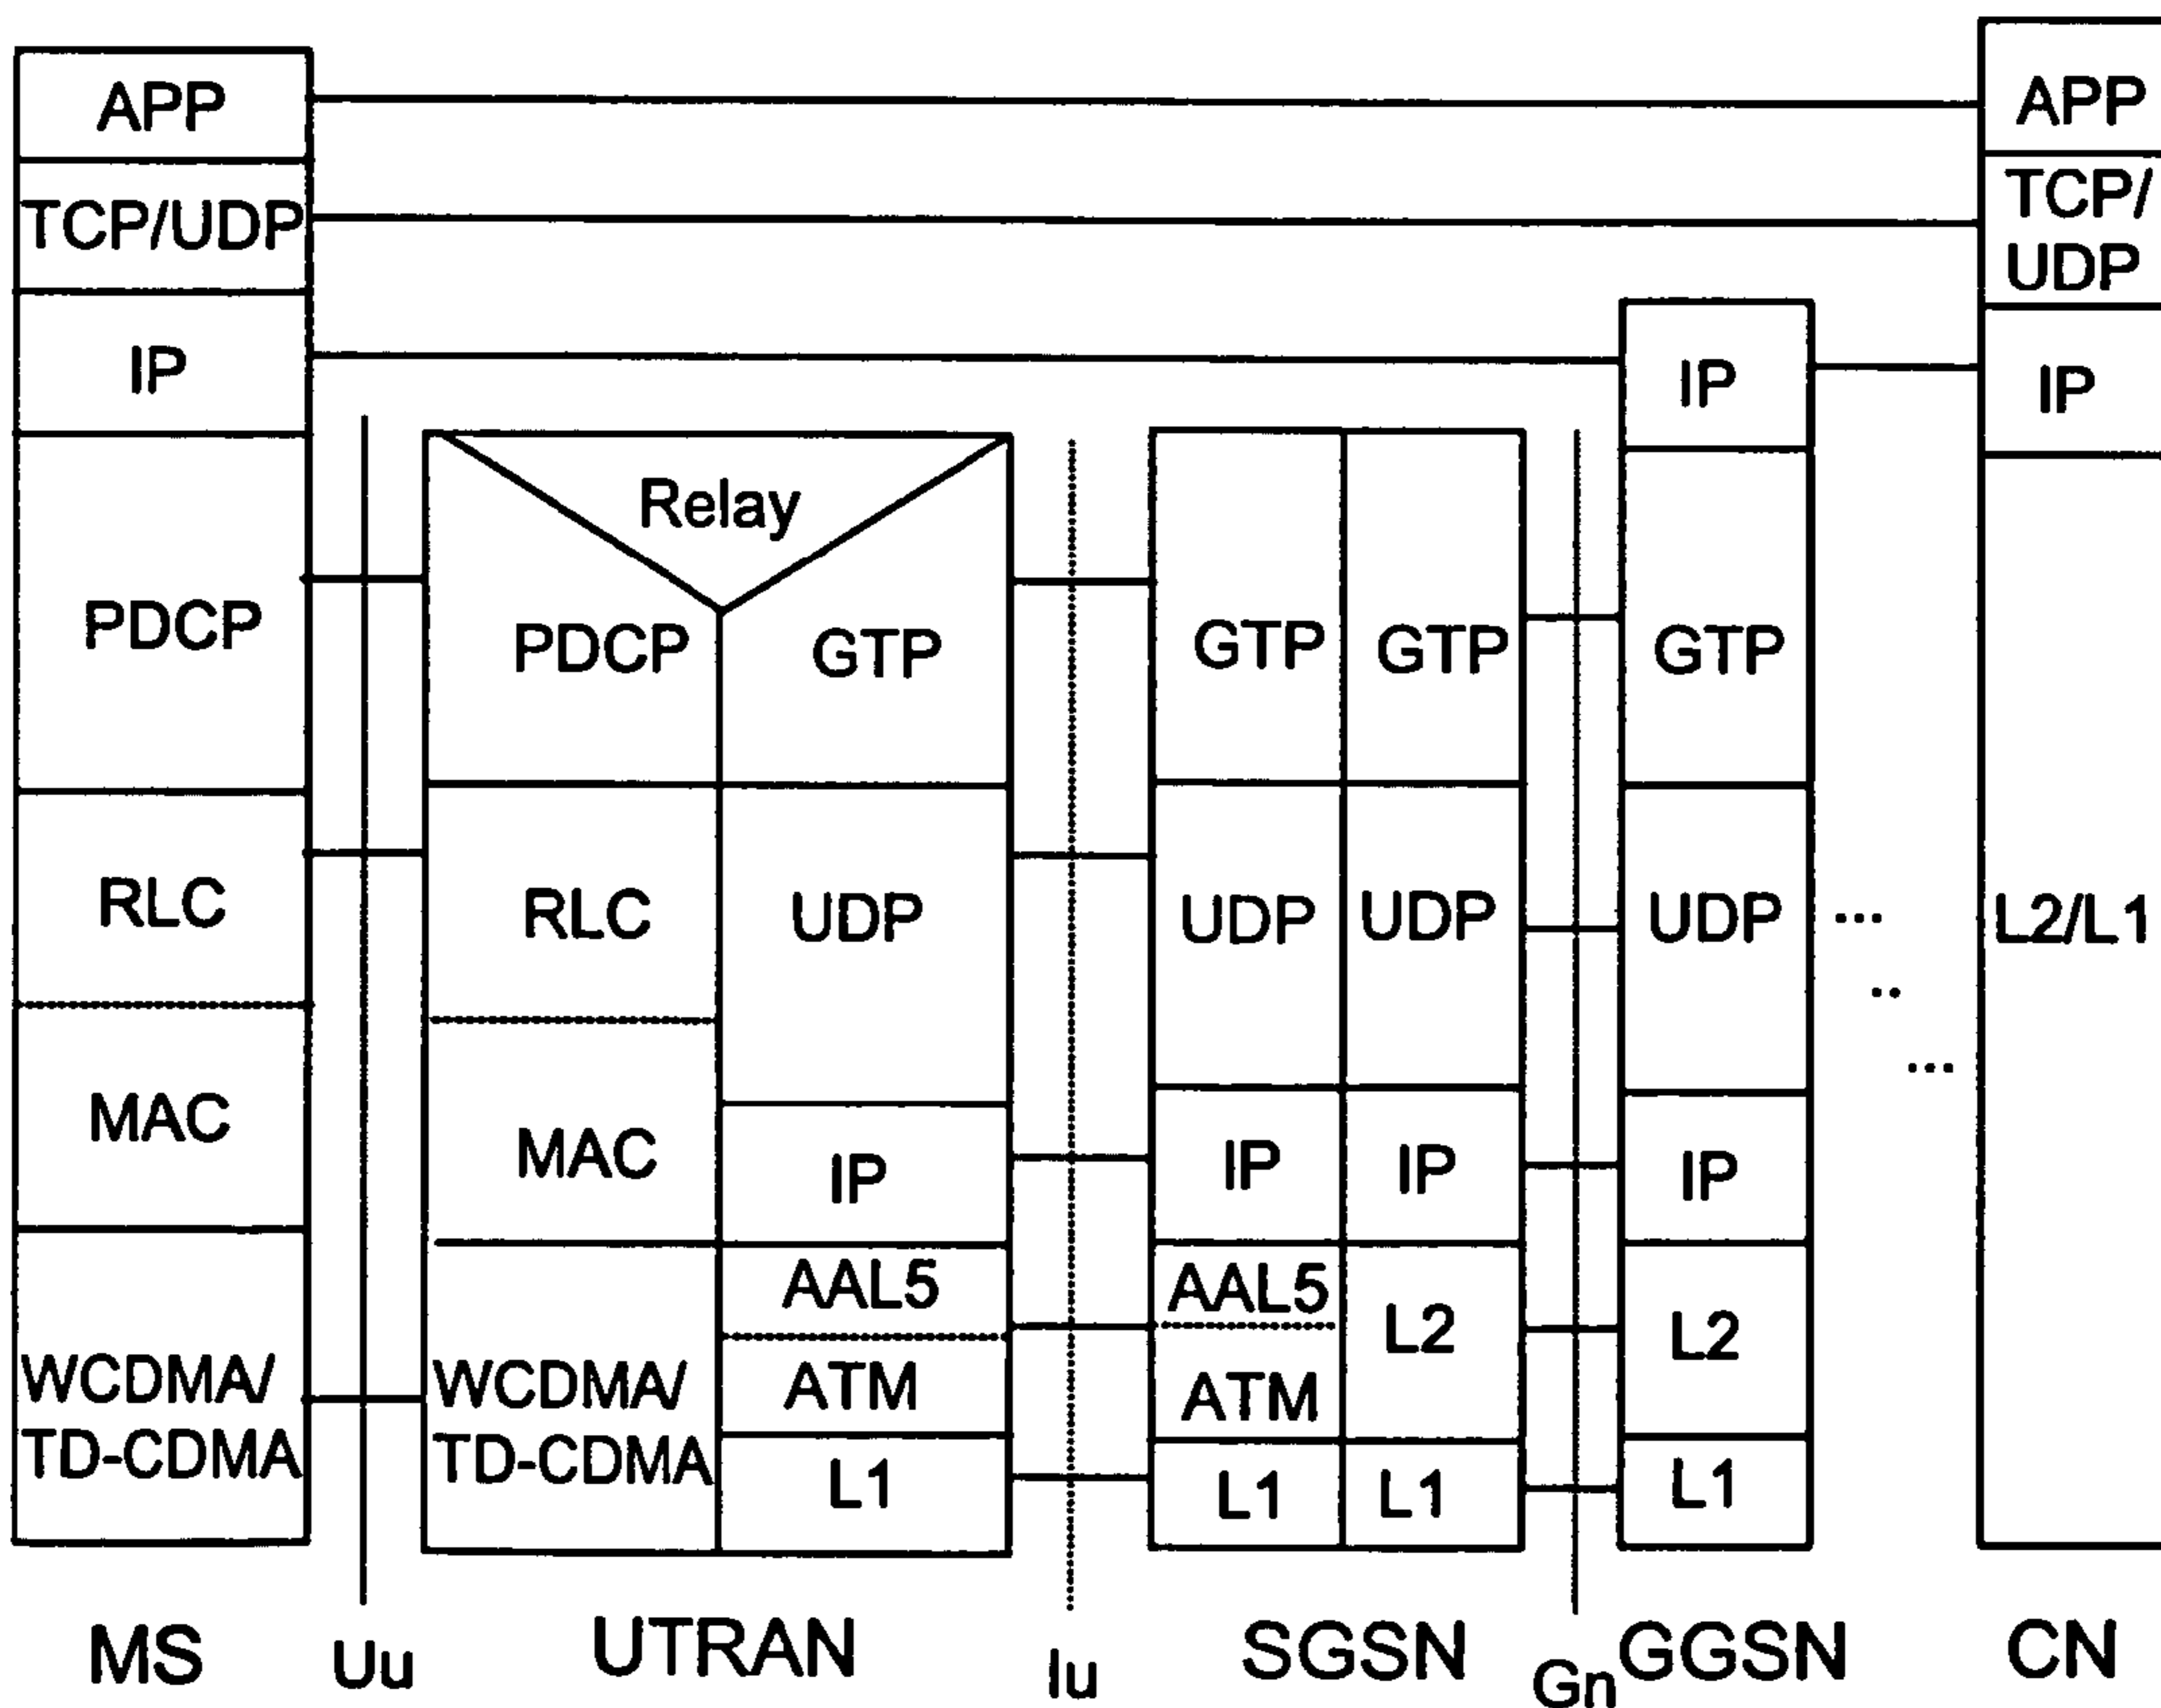 APP
TCP/UDP
IP
PDCP
RLC
MAC
WCDMA/
TD-CDMA
MS
Uu
Relay
PDCP
GTP
RLC
UDP
MAC
IP
AAL5
WCDMA/
TD-CDMA
ATM
L1
UTRAN
Iu
GTP
GTP
UDP
UDP
IP
IP
AAL5
L2
ATM
L1
L1
SGSN
Gn
IP
GTP
UDP
IP
L2
L1
GGSN
...
..
...
APP
TCP/
UDP
IP
L2/L1
CN